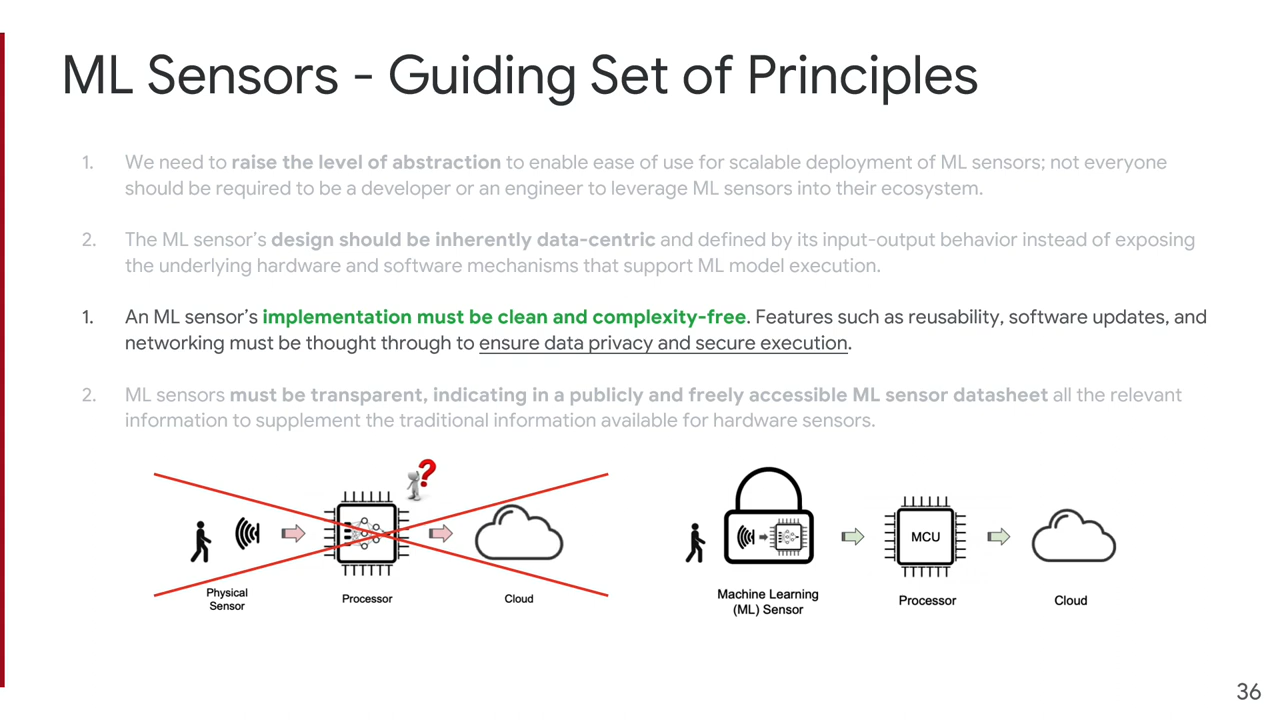 ML Sensors - Guiding Set of Principles
1. We need to raise the level of abstraction to enable ease of use for scalable deployment of ML sensors; not everyone
should be required to be a developer or an engineer to leverage ML sensors into their ecosystem.
2. The ML sensor's design should be inherently data-centric and defined by its input-output behavior instead of exposing
the underlying hardware and software mechanisms that support ML model execution.
1. An ML sensor's implementation must be clean and complexity-free. Features such as reusability, software updates, and
networking must be thought through to ensure data privacy and secure execution.
2. ML sensors must be transparent, indicating in a publicly and freely accessible ML sensor datasheet all the relevant
information to supplement the traditional information available for hardware sensors.
?
Physical
Sensor
Processor
Cloud
Machine Learning
(ML) Sensor
MCU
Processor
Cloud
36